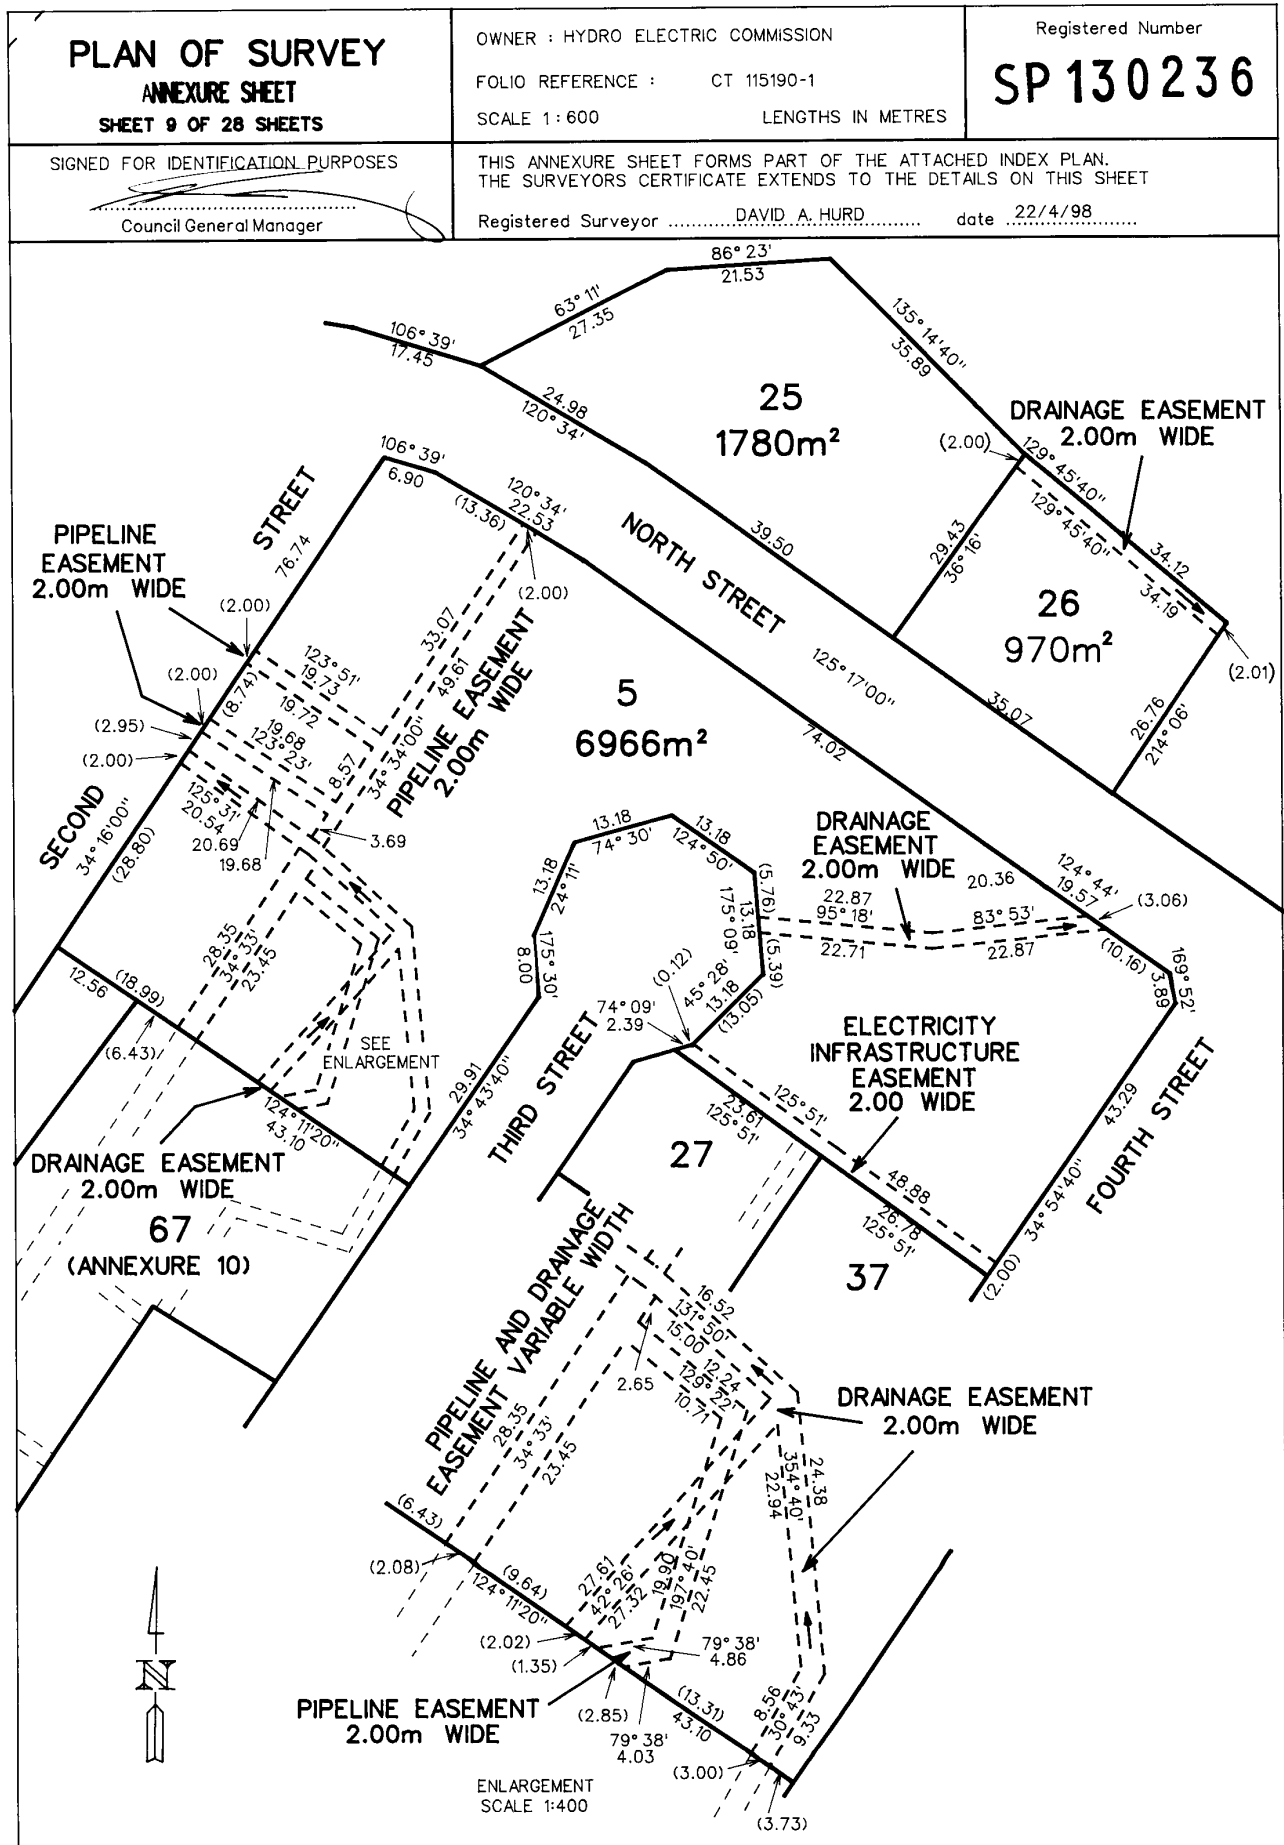 PLAN OF SURVEY
ANNEXURE SHEET
SHEET 9 OF 28 SHEETS
OWNER : HYDRO ELECTRIC COMMISSION
FOLIO REFERENCE : CT 115190-1
SCALE 1 : 600 LENGTHS IN METRES
Registered Number
SP 130236
SIGNED FOR IDENTIFICATION PURPOSES
Council General Manager
THIS ANNEXURE SHEET FORMS PART OF THE ATTACHED INDEX PLAN.
THE SURVEYORS CERTIFICATE EXTENDS TO THE DETAILS ON THIS SHEET
Registered Surveyor DAVID A. HURD date 22/4/98
86° 23'
21.53
63° 11'
27.35
135° 14'40"
35.89
106° 39'
17.45
24.98
120° 34'
25
1780m²
DRAINAGE EASEMENT
2.00m WIDE
(2.00)
129° 45'40"
129° 45'40"
34.12
34.19
106° 39'
6.90
(13.36)
120° 34'
22.53
(2.00)
NORTH STREET
39.50
29.43
36° 16'
26
970m²
(2.01)
26.76
214° 06'
35.07
125° 17'00"
74.02
STREET
76.74
PIPELINE
EASEMENT
2.00m WIDE
(2.00)
(2.00)
(8.74)
(2.95)
(2.00)
123° 51'
19.73
19.72
19.68
123° 23'
33.07
49.61
34° 34'00"
8.57
PIPELINE EASEMENT
2.00m WIDE
5
6966m²
SECOND
34° 16'00"
(28.80)
125° 31'
20.54
20.69
19.68
3.69
13.18
74° 30'
13.18
124° 50'
13.18
24° 11'
(5.76)
13.18
175° 09'
(5.39)
175° 30'
8.00
DRAINAGE
EASEMENT
2.00m WIDE
22.87
95° 18'
22.71
20.36
83° 53'
22.87
124° 44'
19.57
(3.06)
(10.16)
169° 52'
3.89
28.35
34° 33'
23.45
12.56
(18.99)
(6.43)
SEE
ENLARGEMENT
(0.12)
45° 28'
13.18
(13.05)
74° 09'
2.39
29.91
34° 43'40"
THIRD STREET
ELECTRICITY
INFRASTRUCTURE
EASEMENT
2.00 WIDE
43.29
34° 54'40"
FOURTH STREET
125° 51'
23.61
125° 51'
48.88
26.78
125° 51'
(2.00)
124° 11'20"
43.10
DRAINAGE EASEMENT
2.00m WIDE
67
(ANNEXURE 10)
27
37
PIPELINE AND DRAINAGE
EASEMENT VARIABLE WIDTH
16.52
131° 50'
15.00
12.24
129° 22'
10.71
2.65
28.35
34° 33'
23.45
DRAINAGE EASEMENT
2.00m WIDE
24.38
354° 40'
22.94
(6.43)
(2.08)
(9.64)
124° 11'20"
27.61
42° 26'
27.32
19.90
197° 40'
22.45
(2.02)
(1.35)
79° 38'
4.86
PIPELINE EASEMENT
2.00m WIDE
(2.85)
79° 38'
4.03
(13.31)
43.10
8.56
30° 43'
9.33
(3.00)
(3.73)
N
ENLARGEMENT
SCALE 1:400